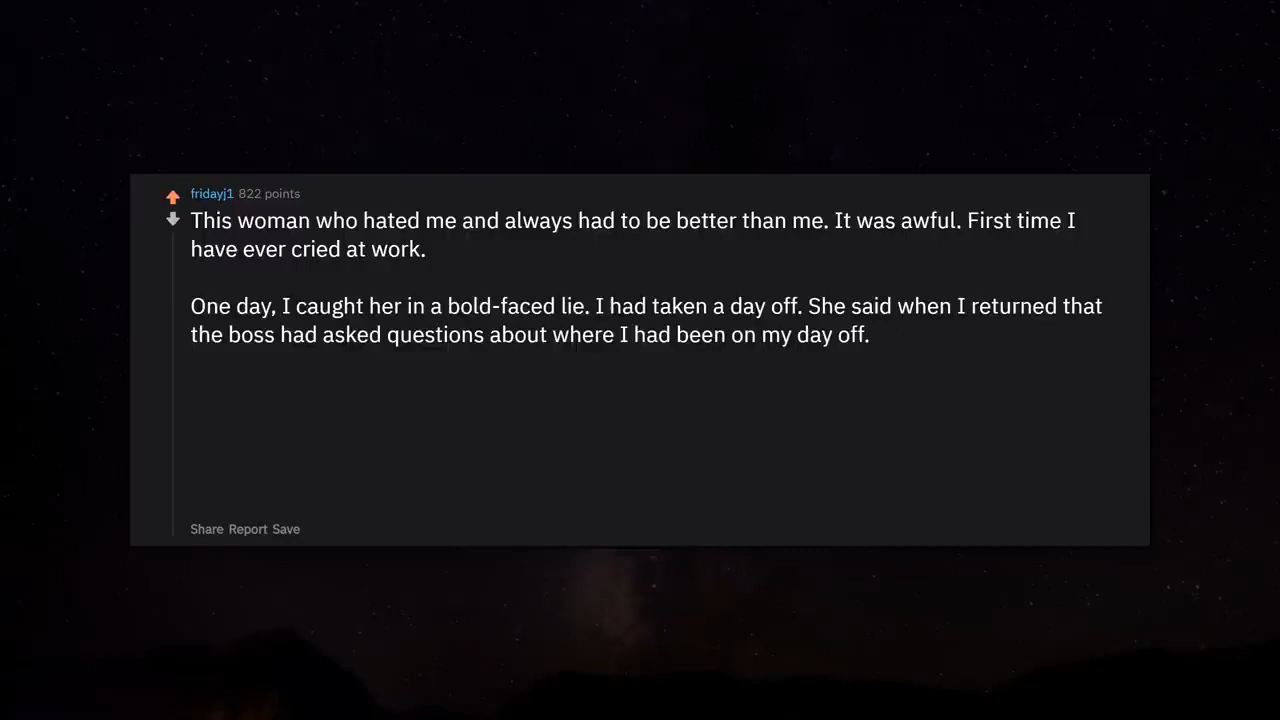 fridayj1 822 points
This woman who hated me and always had to be better than me. It was awful. First time I
have ever cried at work.
One day, I caught her in a bold-faced lie. I had taken a day off. She said when I returned that
the boss had asked questions about where I had been on my day off.
Share Report Save